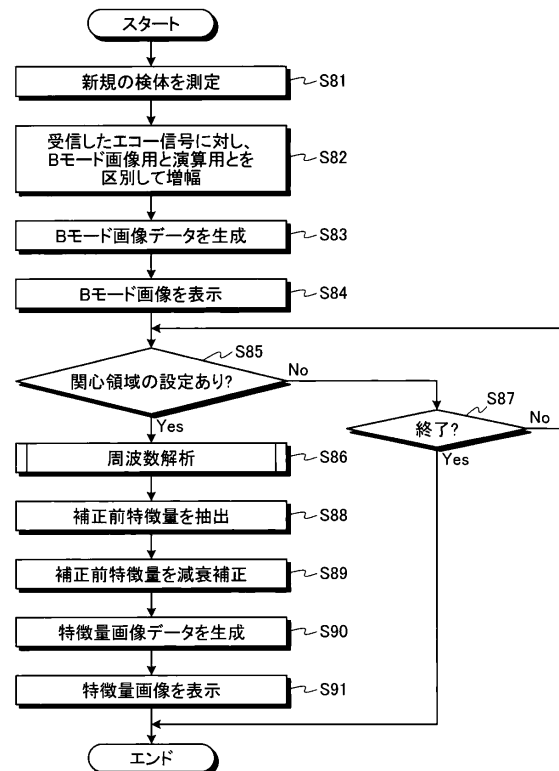 スタート
新規の検体を測定
S81
受信したエコー信号に対し、
Bモード画像用と演算用とを
区別して増幅
S82
Bモード画像データを生成
S83
Bモード画像を表示
S84
関心領域の設定あり?
S85
No
Yes
終了?
S87
No
Yes
周波数解析
S86
補正前特徴量を抽出
S88
補正前特徴量を減衰補正
S89
特徴量画像データを生成
S90
特徴量画像を表示
S91
エンド